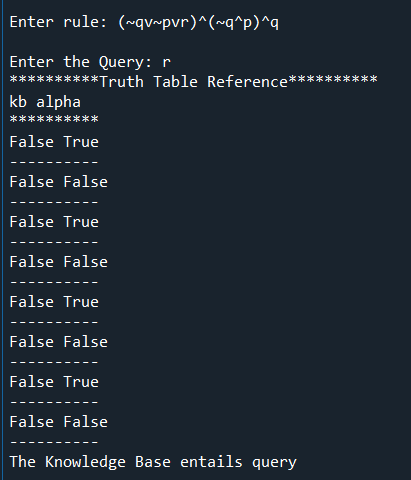 Enter rule: (~qv~pvr)^(~q^p)^q
Enter the Query: r
**********Truth Table Reference**********
kb alpha
**********
False True
----------
False False
----------
False True
----------
False False
----------
False True
----------
False False
----------
False True
----------
False False
----------
The Knowledge Base entails query